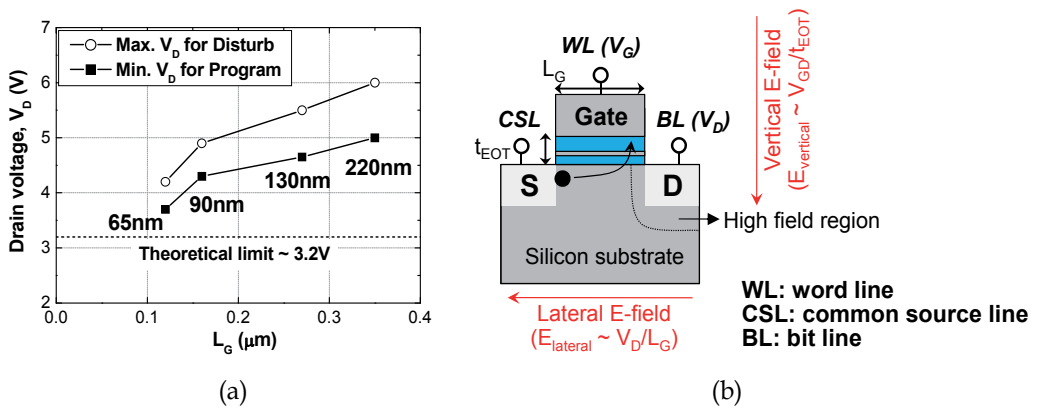 Max. V_D for Disturb
Min. V_D for Program
Drain voltage, V_D (V)
7
6
5
4
3
2
220nm
130nm
90nm
65nm
Theoretical limit ~ 3.2V
0.0
0.1
0.2
0.3
0.4
L_G (μm)
(a)
WL (V_G)
L_G
Gate
CSL
BL (V_D)
t_EOT
S
D
High field region
Silicon substrate
Vertical E-field
(E_vertical ~ V_GD/t_EOT)
Lateral E-field
(E_lateral ~ V_D/L_G)
WL: word line
CSL: common source line
BL: bit line
(b)